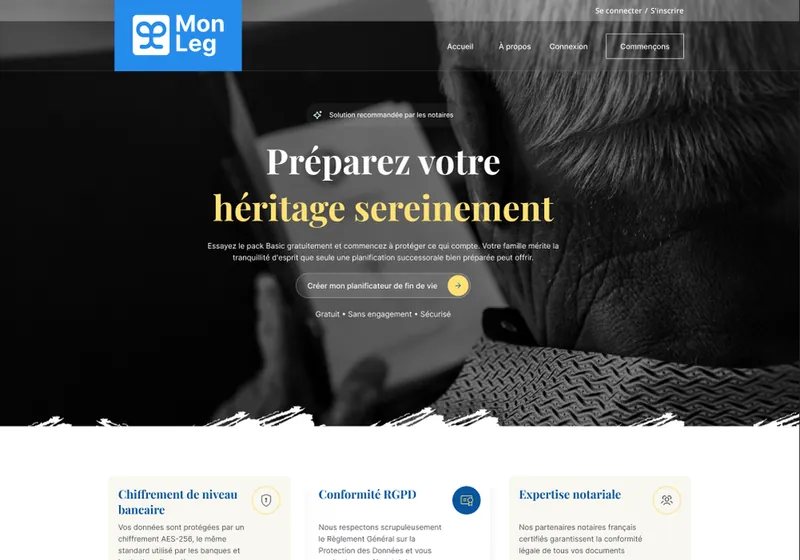 Se connecter / S'inscrire
Mon
Leg
Accueil
À propos
Connexion
Commençons
Solution recommandée par les notaires
Préparez votre
héritage sereinement
Essayez le pack Basic gratuitement et commencez à protéger ce qui compte. Votre famille mérite la
tranquillité d'esprit que seule une planification successorale bien préparée peut offrir.
Créer mon planificateur de fin de vie
Gratuit • Sans engagement • Sécurisé
Chiffrement de niveau
bancaire
Vos données sont protégées par un
chiffrement AES-256, le même
standard utilisé par les banques et
Conformité RGPD
Nous respectons scrupuleusement
le Règlement Général sur la
Protection des Données et vous
Expertise notariale
Nos partenaires notaires français
certifiés garantissent la conformité
légale de tous vos documents